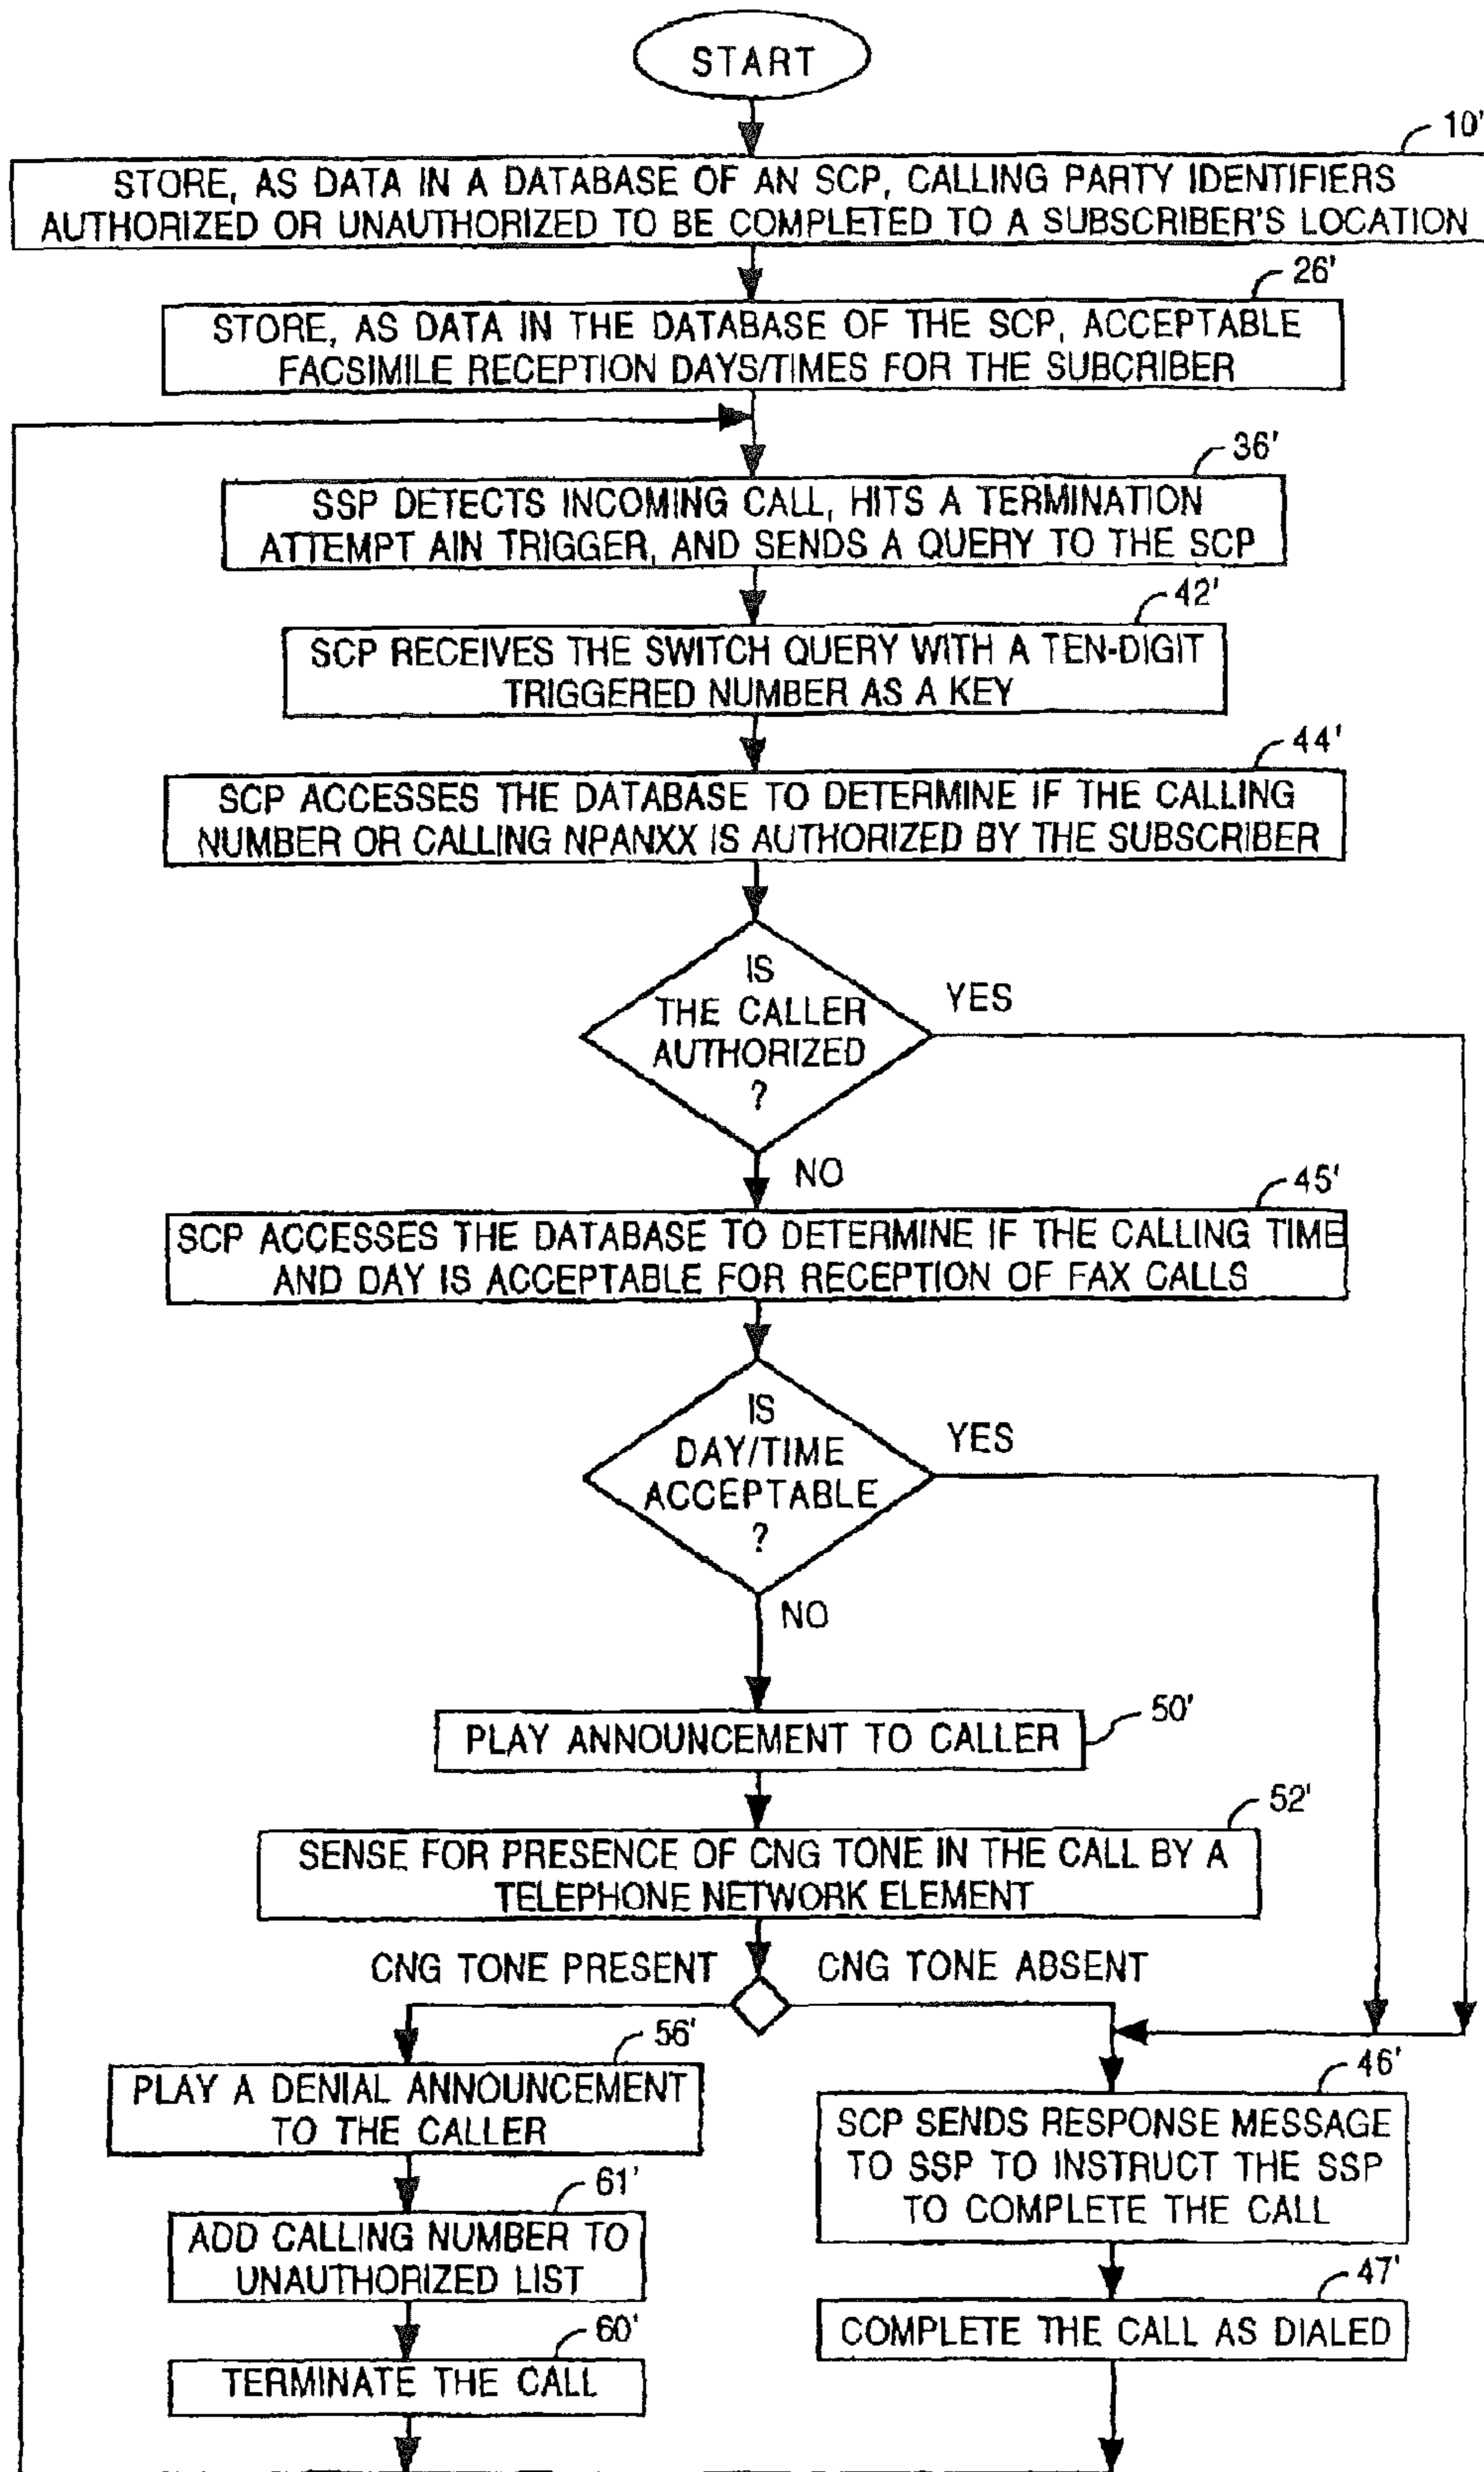 START
10'
STORE, AS DATA IN A DATABASE OF AN SCP, CALLING PARTY IDENTIFIERS
AUTHORIZED OR UNAUTHORIZED TO BE COMPLETED TO A SUBSCRIBER'S LOCATION
26'
STORE, AS DATA IN THE DATABASE OF THE SCP, ACCEPTABLE
FACSIMILE RECEPTION DAYS/TIMES FOR THE SUBCRIBER
36'
SSP DETECTS INCOMING CALL, HITS A TERMINATION
ATTEMPT AIN TRIGGER, AND SENDS A QUERY TO THE SCP
42'
SCP RECEIVES THE SWITCH QUERY WITH A TEN-DIGIT
TRIGGERED NUMBER AS A KEY
44'
SCP ACCESSES THE DATABASE TO DETERMINE IF THE CALLING
NUMBER OR CALLING NPANXX IS AUTHORIZED BY THE SUBSCRIBER
IS
THE CALLER
AUTHORIZED
?
YES
NO
45'
SCP ACCESSES THE DATABASE TO DETERMINE IF THE CALLING TIME
AND DAY IS ACCEPTABLE FOR RECEPTION OF FAX CALLS
IS
DAY/TIME
ACCEPTABLE
?
YES
NO
50'
PLAY ANNOUNCEMENT TO CALLER
52'
SENSE FOR PRESENCE OF CNG TONE IN THE CALL BY A
TELEPHONE NETWORK ELEMENT
CNG TONE PRESENT
CNG TONE ABSENT
56'
PLAY A DENIAL ANNOUNCEMENT
TO THE CALLER
46'
SCP SENDS RESPONSE MESSAGE
TO SSP TO INSTRUCT THE SSP
TO COMPLETE THE CALL
61'
ADD CALLING NUMBER TO
UNAUTHORIZED LIST
47'
COMPLETE THE CALL AS DIALED
60'
TERMINATE THE CALL